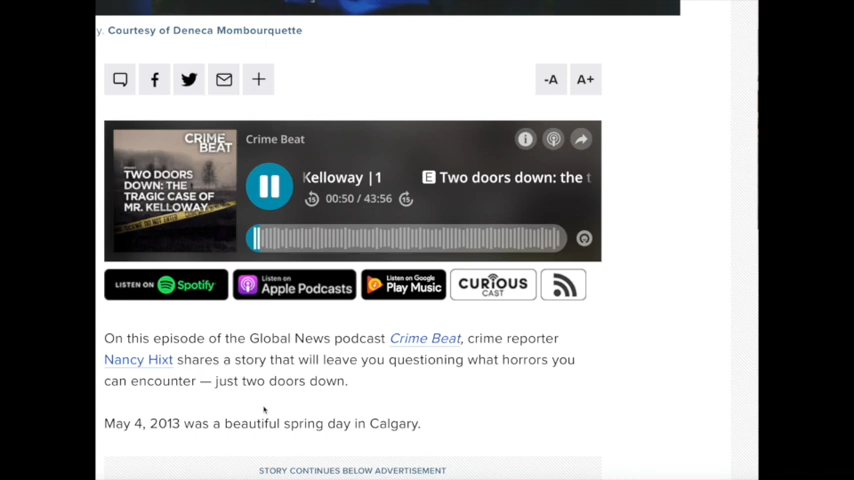 y. Courtesy of Deneca Mombourquette
-A
A+
CRIME
BEAT
TWO DOORS
DOWN: THE
TRAGIC CASE OF
MR. KELLOWAY
Crime Beat
Kelloway |1
E Two doors down: the t
15 00:50 / 43:56 15
LISTEN ON Spotify
Listen on
Apple Podcasts
Listen on Google
Play Music
CURIOUS
CAST
On this episode of the Global News podcast Crime Beat, crime reporter
Nancy Hixt shares a story that will leave you questioning what horrors you
can encounter — just two doors down.
May 4, 2013 was a beautiful spring day in Calgary.
STORY CONTINUES BELOW ADVERTISEMENT